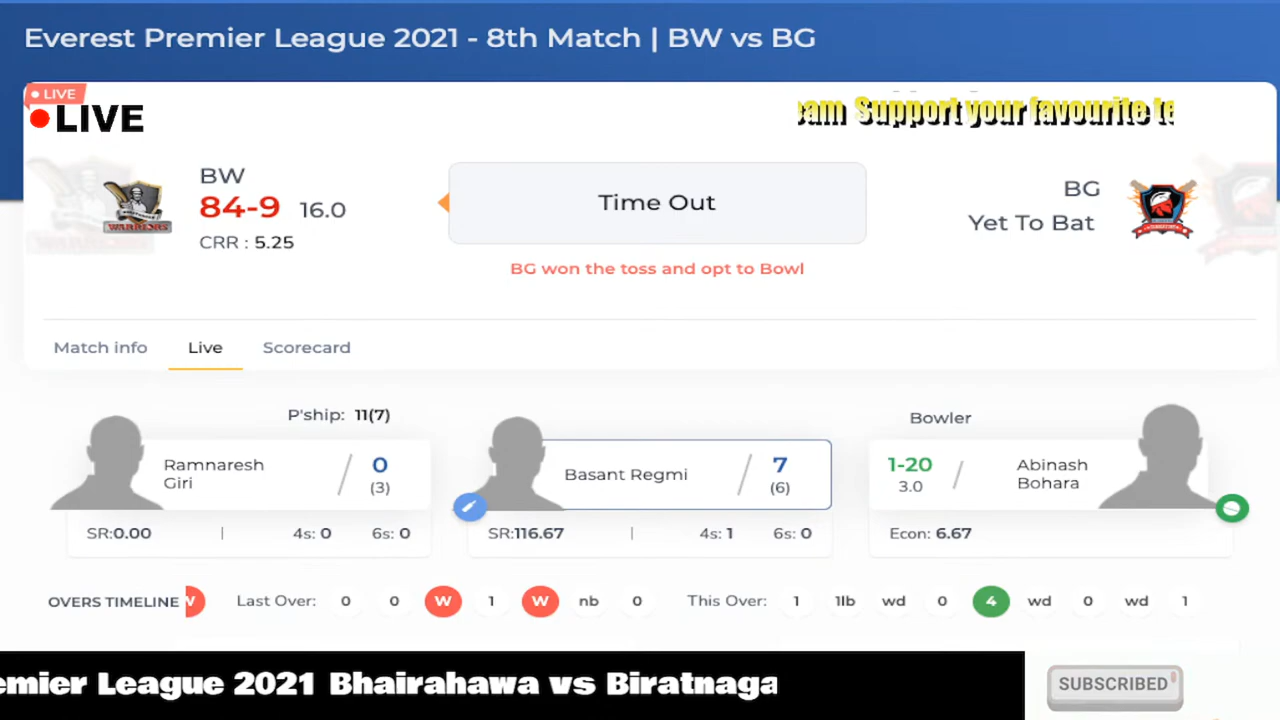 Everest Premier League 2021 - 8th Match | BW vs BG
LIVE
LIVE
eam Support your favourite te
BW
84-9 16.0
CRR : 5.25
Time Out
BG
Yet To Bat
BG won the toss and opt to Bowl
WARRIORS
Match info Live Scorecard
P'ship: 11(7)
Bowler
Ramnaresh Giri
0
(3)
SR:0.00 | 4s: 0 6s: 0
Basant Regmi
7
(6)
SR:116.67 | 4s: 1 6s: 0
1-20
3.0
Abinash Bohara
Econ: 6.67
OVERS TIMELINE W Last Over: 0 0 W 1 W nb 0 This Over: 1 1lb wd 0 4 wd 0 wd 1
emier League 2021 Bhairahawa vs Biratnaga
SUBSCRIBED